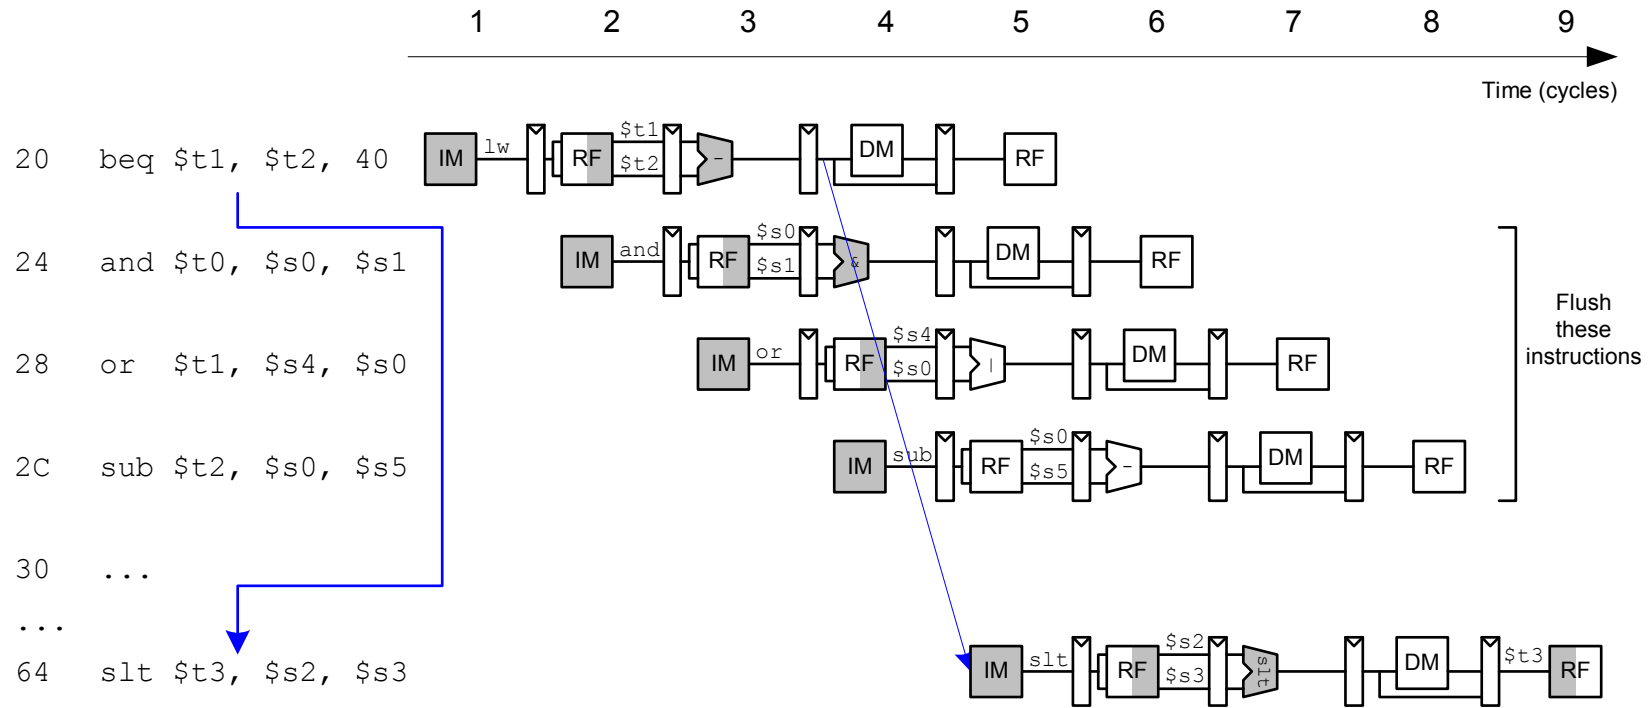 1 2 3 4 5 6 7 8 9
Time (cycles)
20 beq $t1, $t2, 40 IM lw RF $t1 $t2 - DM RF
24 and $t0, $s0, $s1 IM and RF $s0 $s1 & DM RF
28 or $t1, $s4, $s0 IM or RF $s4 $s0 | DM RF
2C sub $t2, $s0, $s5 IM sub RF $s0 $s5 - DM RF
Flush
these
instructions
30 ...
...
64 slt $t3, $s2, $s3 IM slt RF $s2 $s3 slt DM $t3 RF